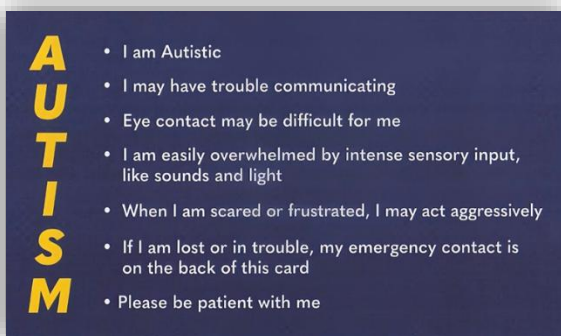 AUTISM
• I am Autistic
• I may have trouble communicating
• Eye contact may be difficult for me
• I am easily overwhelmed by intense sensory input,
like sounds and light
• When I am scared or frustrated, I may act aggressively
• If I am lost or in trouble, my emergency contact is
on the back of this card
• Please be patient with me